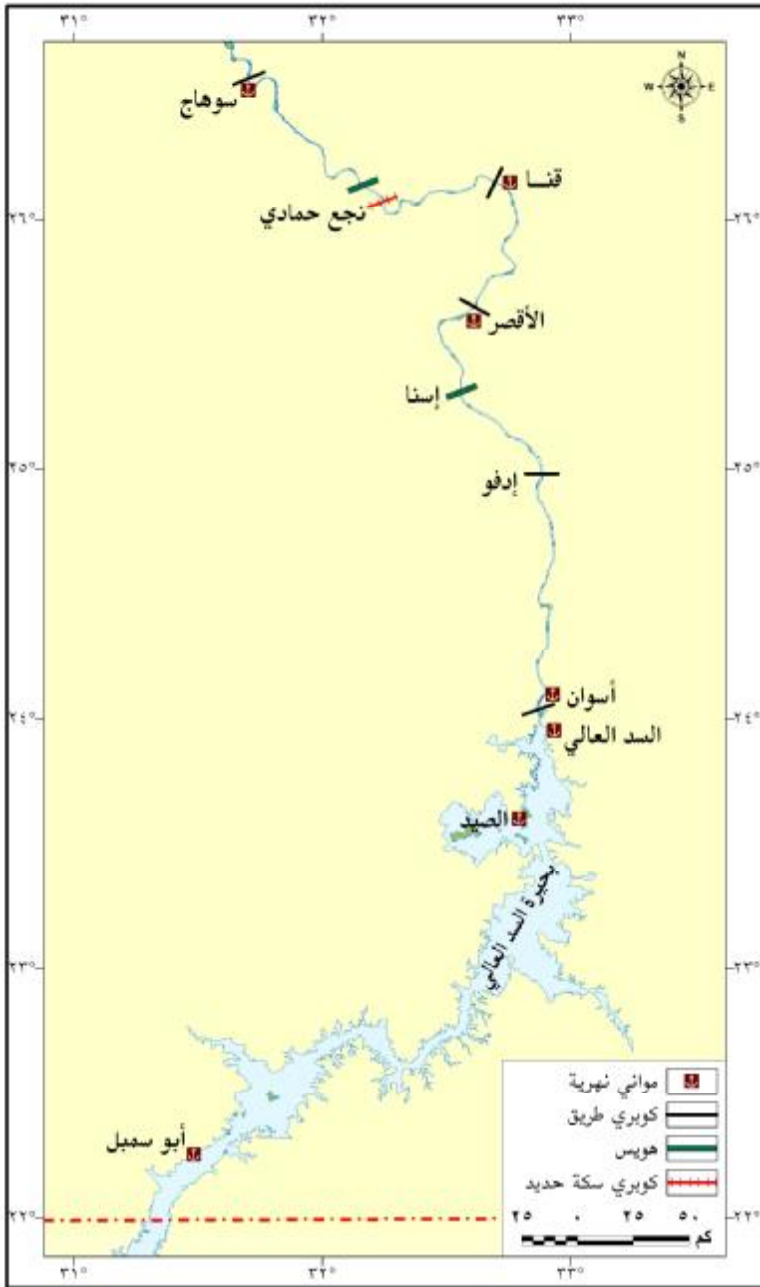 ٣١° ٣٢° ٣٣°
N
W E
S
سوهاج
قنـا
نجع حمادي
٢٦° ٢٦°
الأقصر
إسنا
٢٥° ٢٥°
إدفو
أسوان
٢٤° ٢٤°
السد العالي
الصيد
بحيرة السد العالي
٢٣° ٢٣°
أبو سمبل
مواني نهرية
كوبري طريق
هويس
كوبري سكة حديد
٢٥ ٠ ٢٥ ٥٠
كم
٢٢° ٢٢°
٣١° ٣٢° ٣٣°